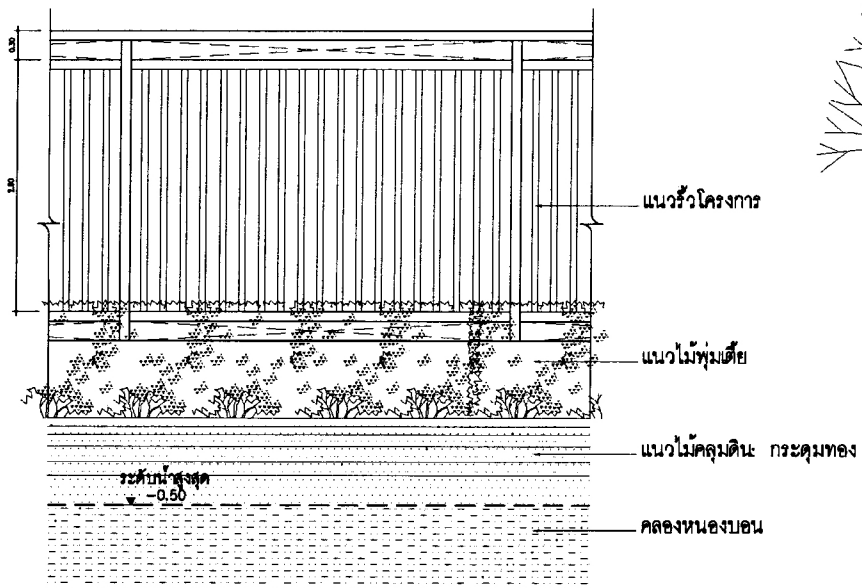 0.30
แนวรั้วโครงการ
แนวไม้พุ่มเตี้ย
แนวไม้คลุมดิน: กระดุมทอง
ระดับน้ำสูงสุด
-0.50
คลองหนองบอน